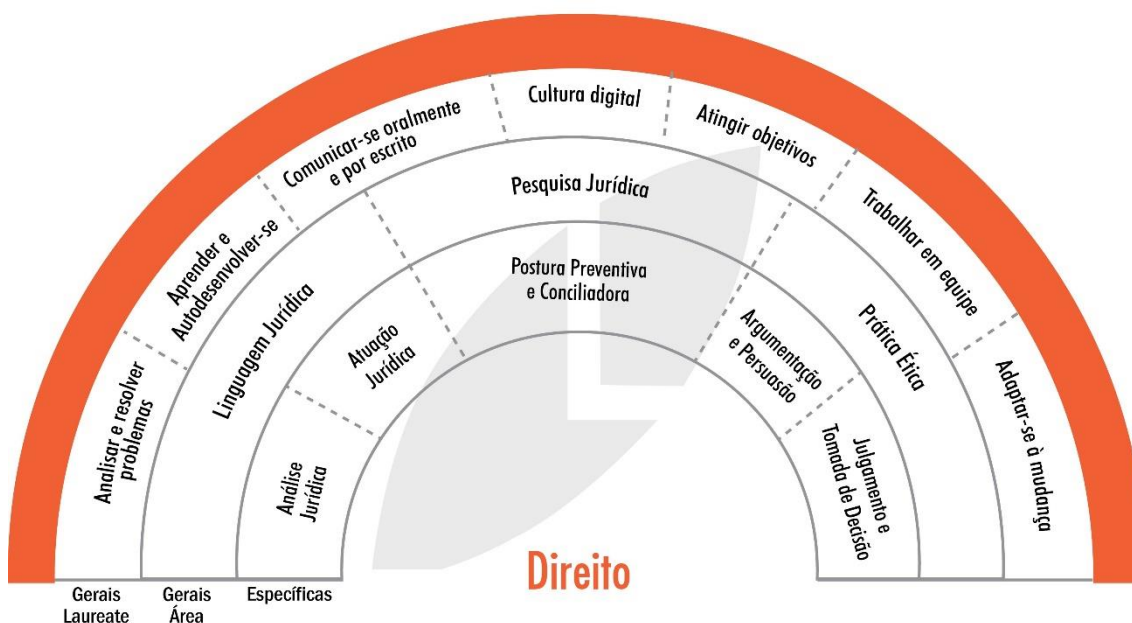 Analisar e resolver
problemas
Aprender e
Autodesenvolver-se
Comunicar-se oralmente
e por escrito
Cultura digital
Atingir objetivos
Trabalhar em equipe
Adaptar-se à mudança
Linguagem Jurídica
Pesquisa Jurídica
Prática Ética
Análise
Jurídica
Atuação
Jurídica
Postura Preventiva
e Conciliadora
Argumentação
e Persuasão
Julgamento e
Tomada de Decisão
Direito
Gerais
Laureate
Gerais
Área
Específicas